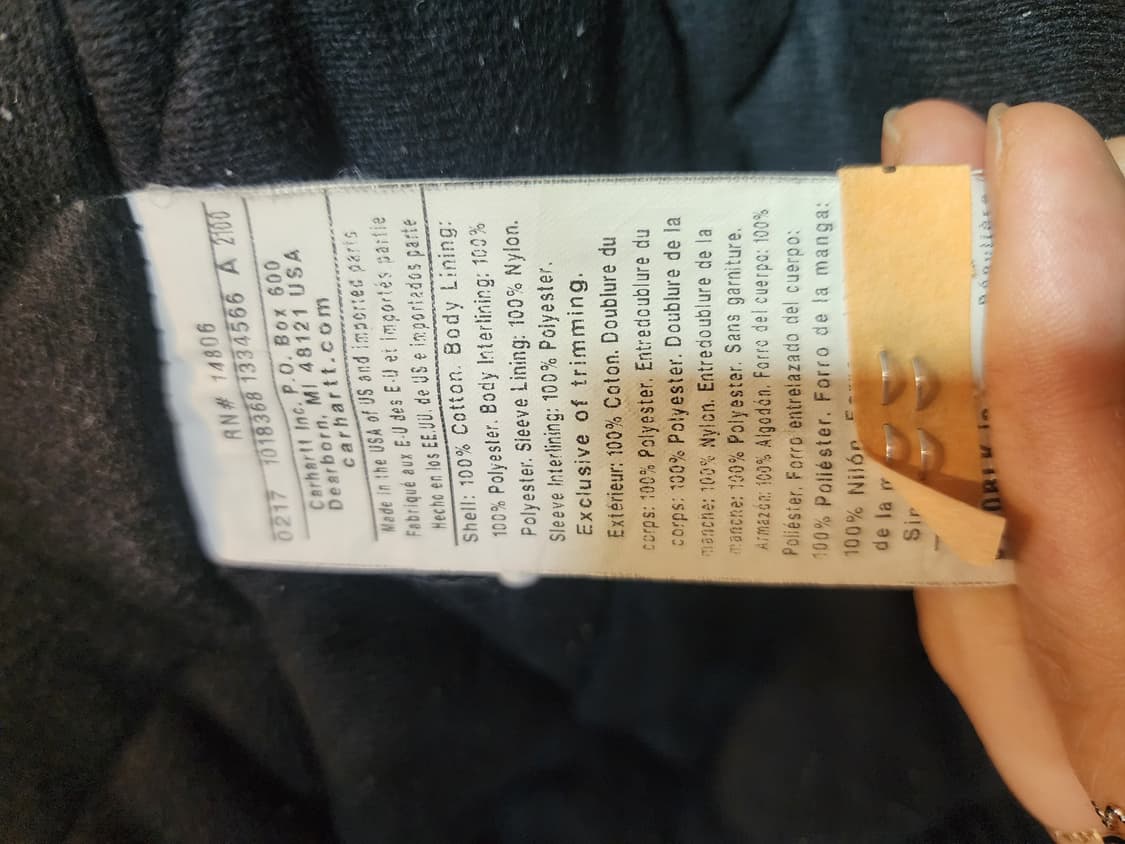 RN# 14806
0217 1018368 1334566 A 2100
Carhartt Inc, P.O. Box 600
Dearborn, MI 48121 USA
carhartt.com
Made in the USA of US and imported parts
Fabriqué aux E-U des E-U et importés partie
Hecho en los EE.UU. de US e importados parte
Shell: 100% Cotton. Body Lining:
100% Polyester. Body Interlining: 100%
Polyester. Sleeve Lining: 100% Nylon.
Sleeve Interlining: 100% Polyester.
Exclusive of trimming.
Extérieur: 100% Coton. Doublure du
corps: 100% Polyester. Entredoublure du
corps: 100% Polyester. Doublure de la
manche: 100% Nylon. Entredoublure de la
manche: 100% Polyester. Sans garniture.
Armazón: 100% Algodón. Forro del cuerpo: 100%
Poliéster. Forro entrelazado del cuerpo:
100% Poliéster. Forro de la manga:
100% Nilón
de la